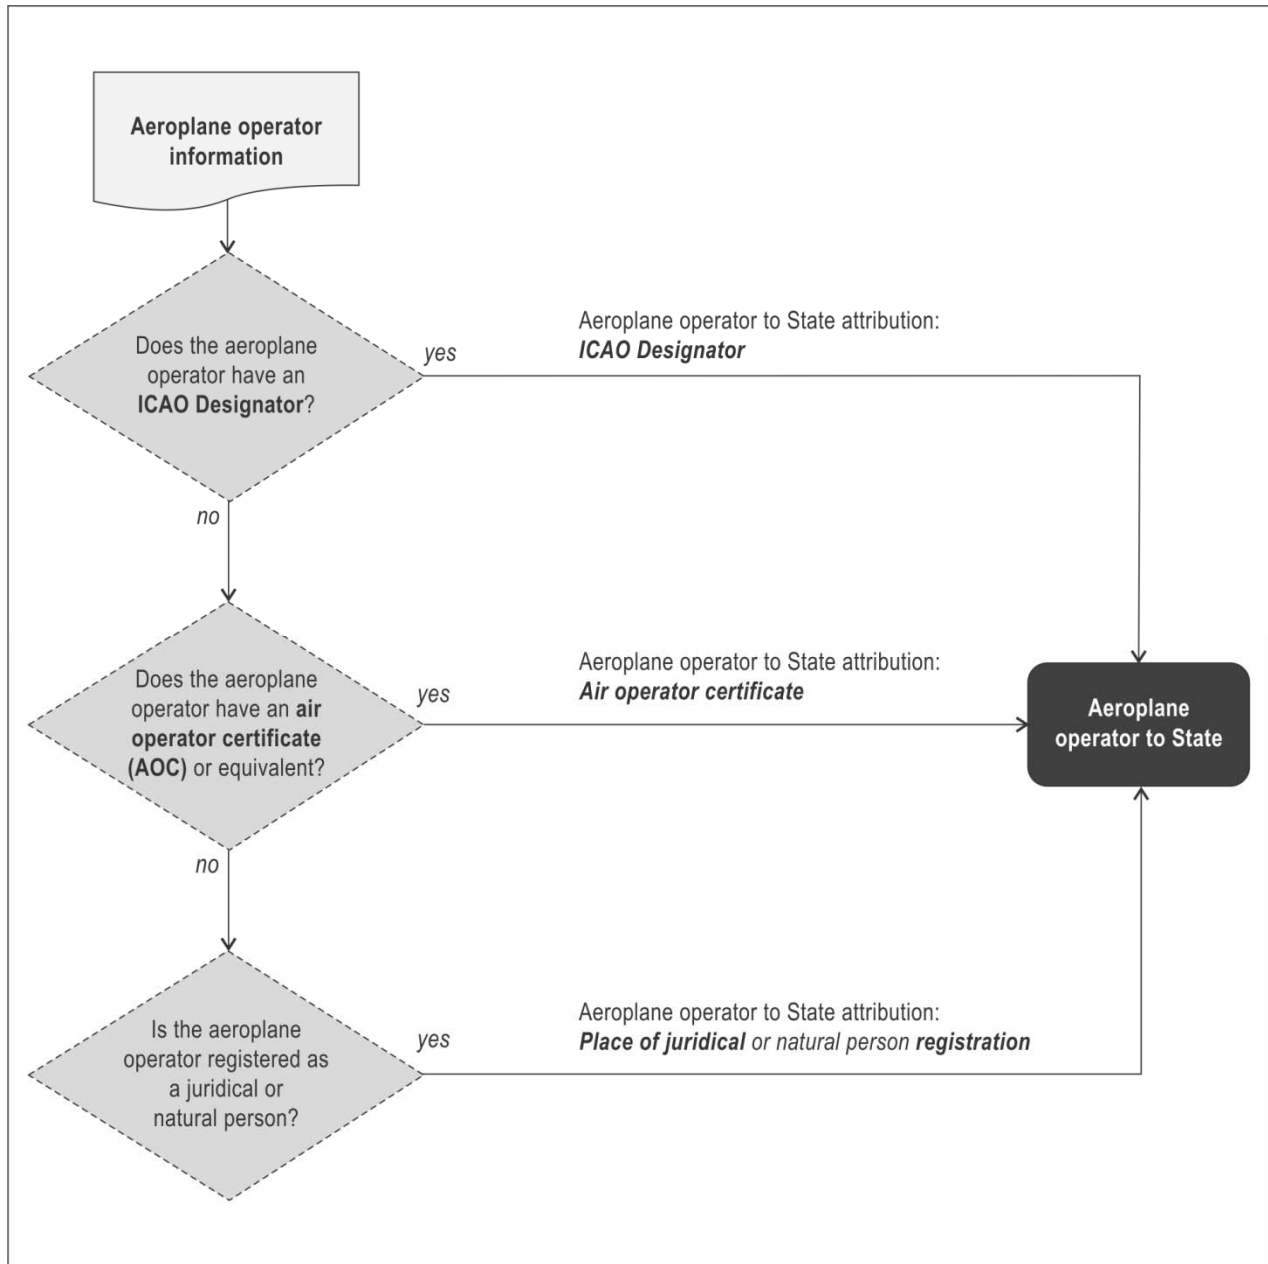 Aeroplane operator
information
Does the aeroplane
operator have an
ICAO Designator?
yes
Aeroplane operator to State attribution:
ICAO Designator
no
Does the aeroplane
operator have an air
operator certificate
(AOC) or equivalent?
yes
Aeroplane operator to State attribution:
Air operator certificate
Aeroplane
operator to State
no
Is the aeroplane
operator registered as
a juridical or
natural person?
yes
Aeroplane operator to State attribution:
Place of juridical or natural person registration